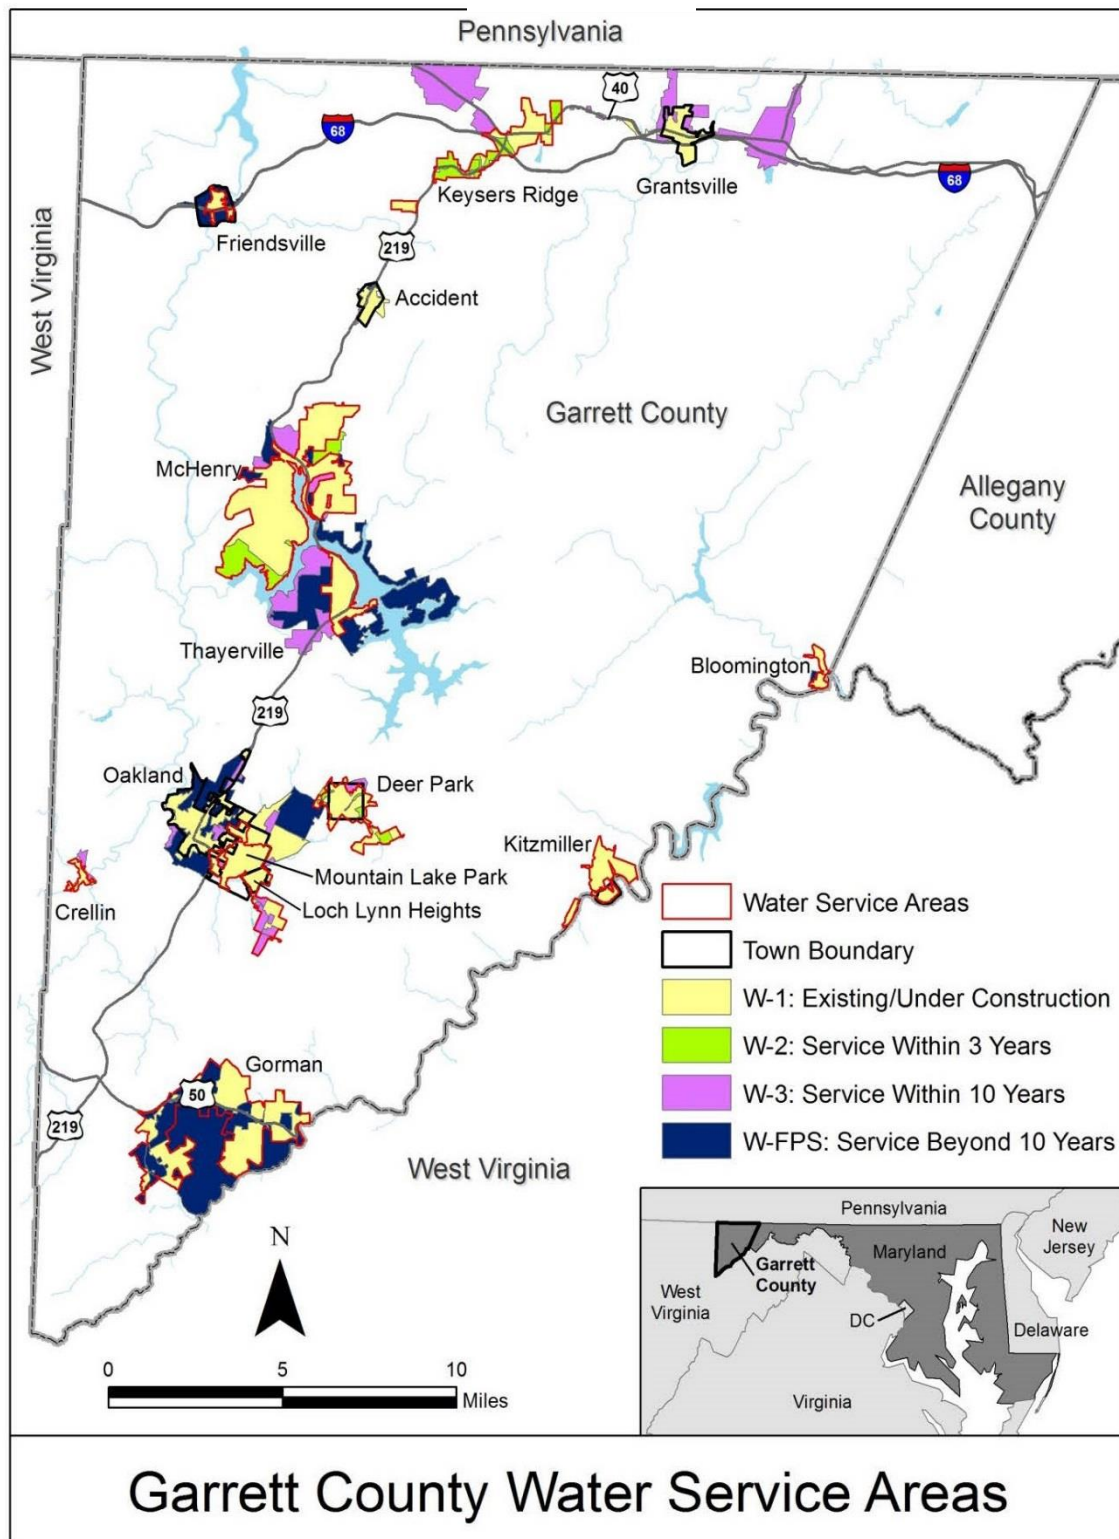 Pennsylvania
40
68
Keysers Ridge
Grantsville
68
Friendsville
219
West Virginia
Accident
Garrett County
McHenry
Allegany
County
Thayerville
Bloomington
219
Oakland
Deer Park
Kitzmiller
Mountain Lake Park
Crellin
Loch Lynn Heights
Gorman
50
219
West Virginia
Water Service Areas
Town Boundary
W-1: Existing/Under Construction
W-2: Service Within 3 Years
W-3: Service Within 10 Years
W-FPS: Service Beyond 10 Years
N
0 5 10
Miles
Pennsylvania
New
Jersey
Maryland
Garrett
County
West
Virginia
DC
Delaware
Virginia
Garrett County Water Service Areas